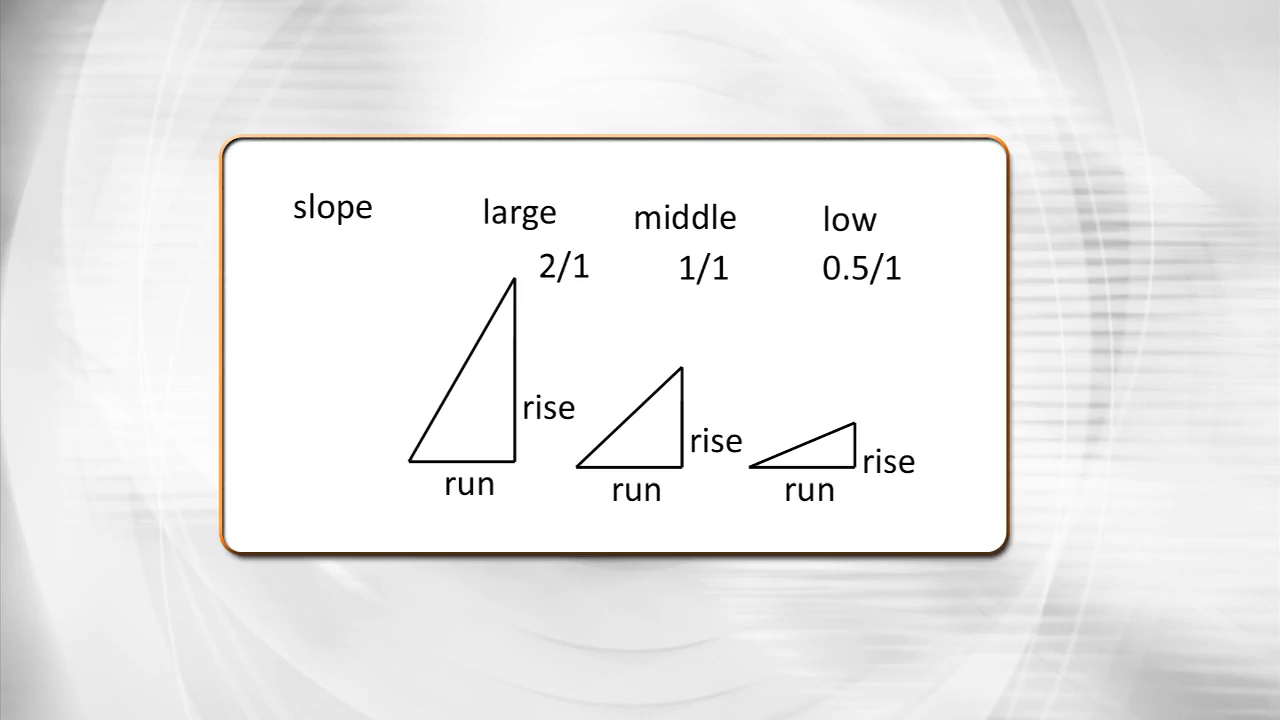 slope large middle low
2/1 1/1 0.5/1
rise rise rise
run run run